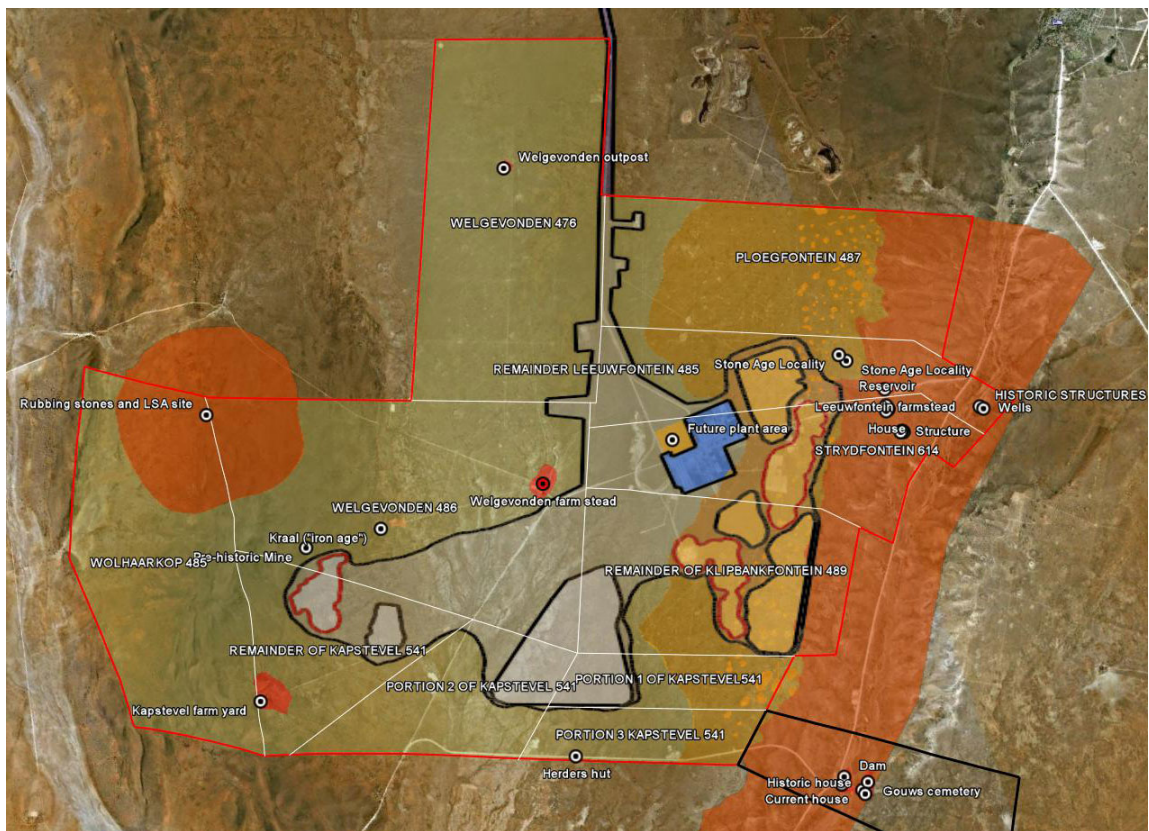 Welgevonden outpost
WELGEVONDEN 476
PLOEGFONTEIN 487
REMAINDER LEEUWFONTEIN 485
Stone Age Locality
Stone Age Locality
Reservoir
HISTORIC STRUCTURES
Rubbing stones and LSA site
Leeuwfontein farmstead
Wells
Future plant area
House
Structure
STRYDFONTEIN 614
Welgevonden farm stead
WELGEVONDEN 486
Kraal ("iron age")
WOLHAARKOP 485
Pre-historic Mine
REMAINDER OF KLIPBANKFONTEIN 489
REMAINDER OF KAPSTEVEL 541
PORTION 2 OF KAPSTEVEL 541
PORTION 1 OF KAPSTEVEL541
Kapstevel farm yard
PORTION 3 KAPSTEVEL 541
Herders hut
Dam
Historic house
Gouws cemetery
Current house